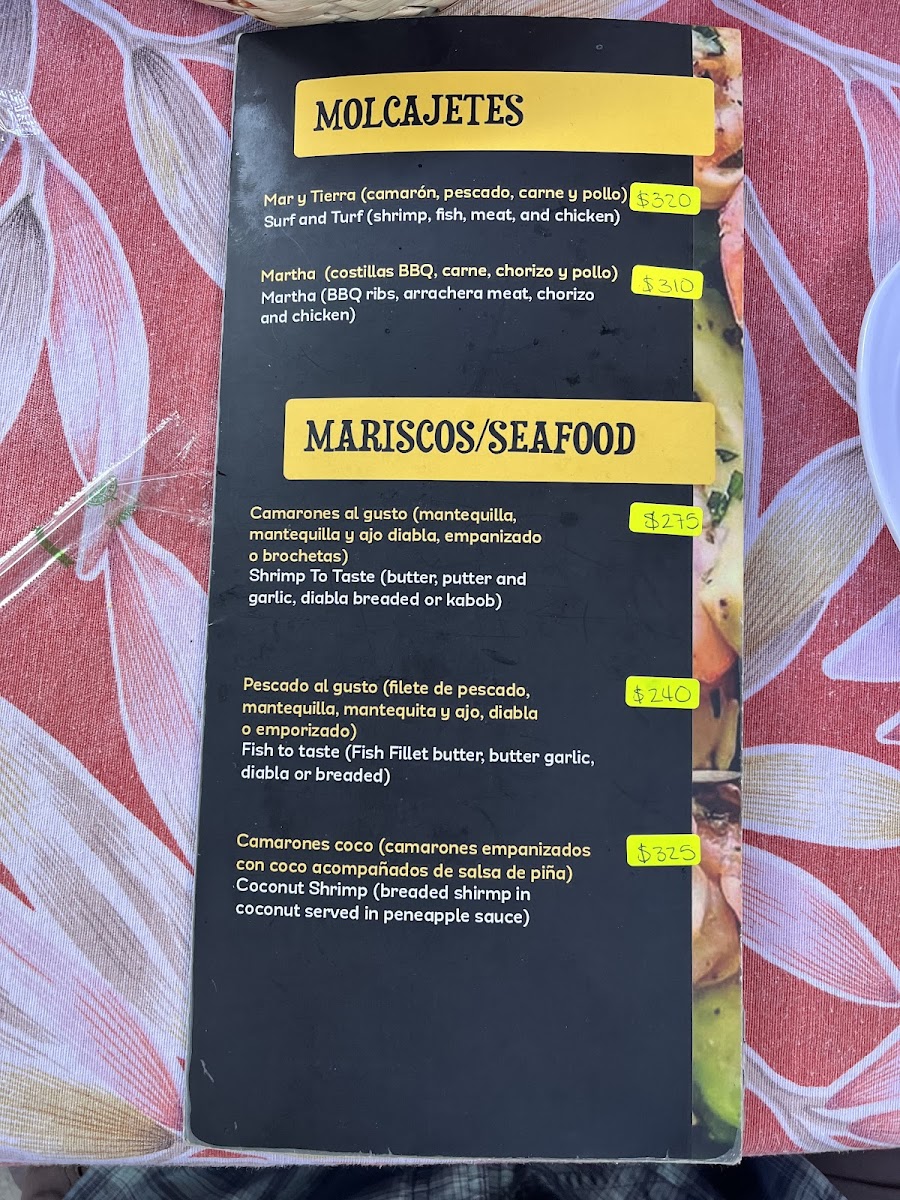 MOLCAJETES
Mar y Tierra (camarón, pescado, carne y pollo) $320
Surf and Turf (shrimp, fish, meat, and chicken)
Martha (costillas BBQ, carne, chorizo y pollo) $310
Martha (BBQ ribs, arrachera meat, chorizo
and chicken)
MARISCOS/SEAFOOD
Camarones al gusto (mantequilla, $275
mantequilla y ajo diabla, empanizado
o brochetas)
Shrimp To Taste (butter, putter and
garlic, diabla breaded or kabob)
Pescado al gusto (filete de pescado, $240
mantequilla, mantequita y ajo, diabla
o emporizado)
Fish to taste (Fish Fillet butter, butter garlic,
diabla or breaded)
Camarones coco (camarones empanizados $325
con coco acompañados de salsa de piña)
Coconut Shrimp (breaded shirmp in
coconut served in peneapple sauce)